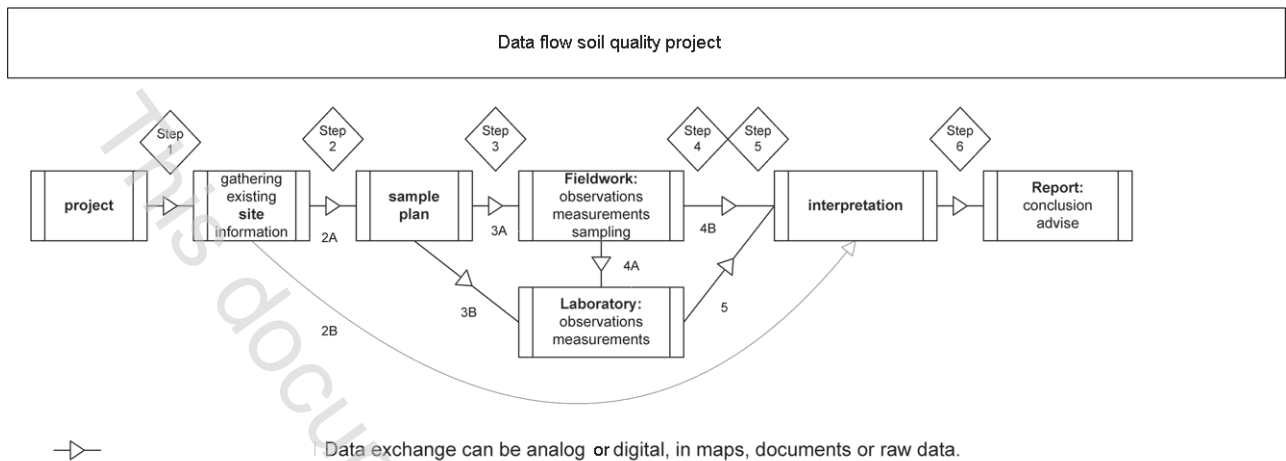 Data flow soil quality project
Step
1
Step
2
Step
3
Step
4
Step
5
Step
6
project
gathering
existing
site
information
sample
plan
Fieldwork:
observations
measurements
sampling
interpretation
Report:
conclusion
advise
2A
3A
4B
4A
Laboratory:
observations
measurements
3B
5
2B
Data exchange can be analog or digital, in maps, documents or raw data.
This docum